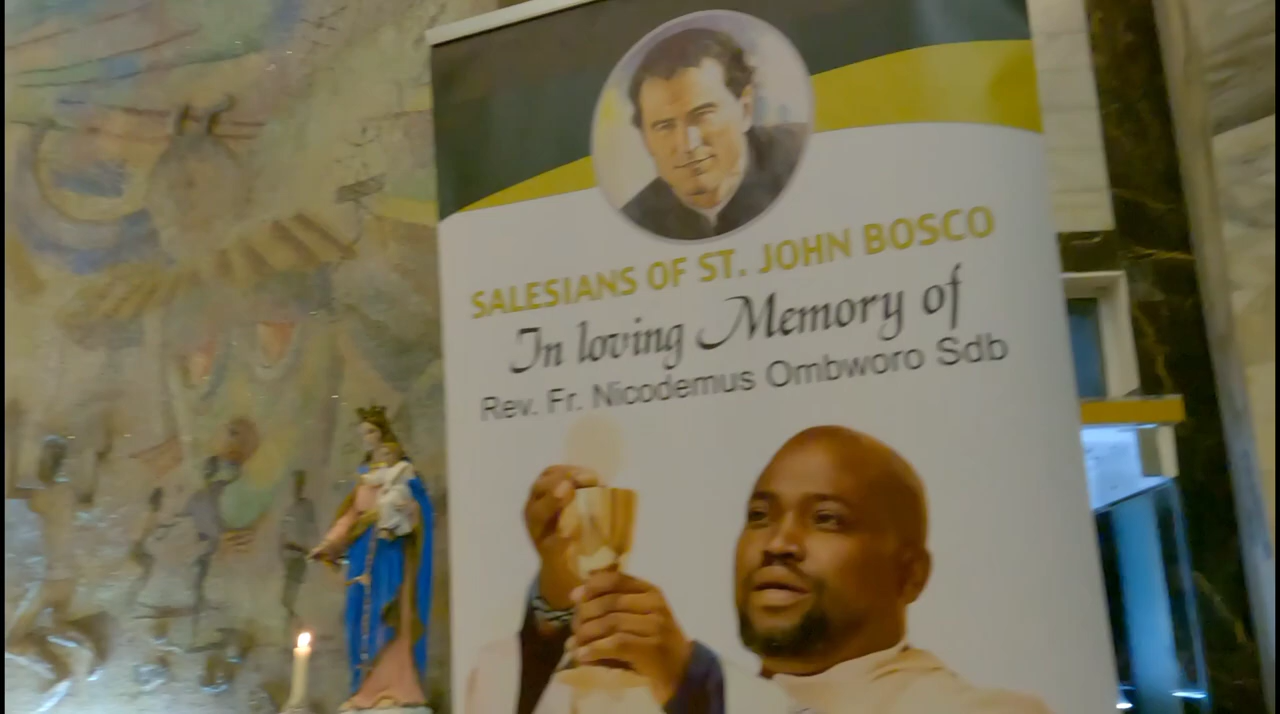 SALESIANS OF ST. JOHN BOSCO
In loving Memory of
Rev. Fr. Nicodemus Ombworo Sdb